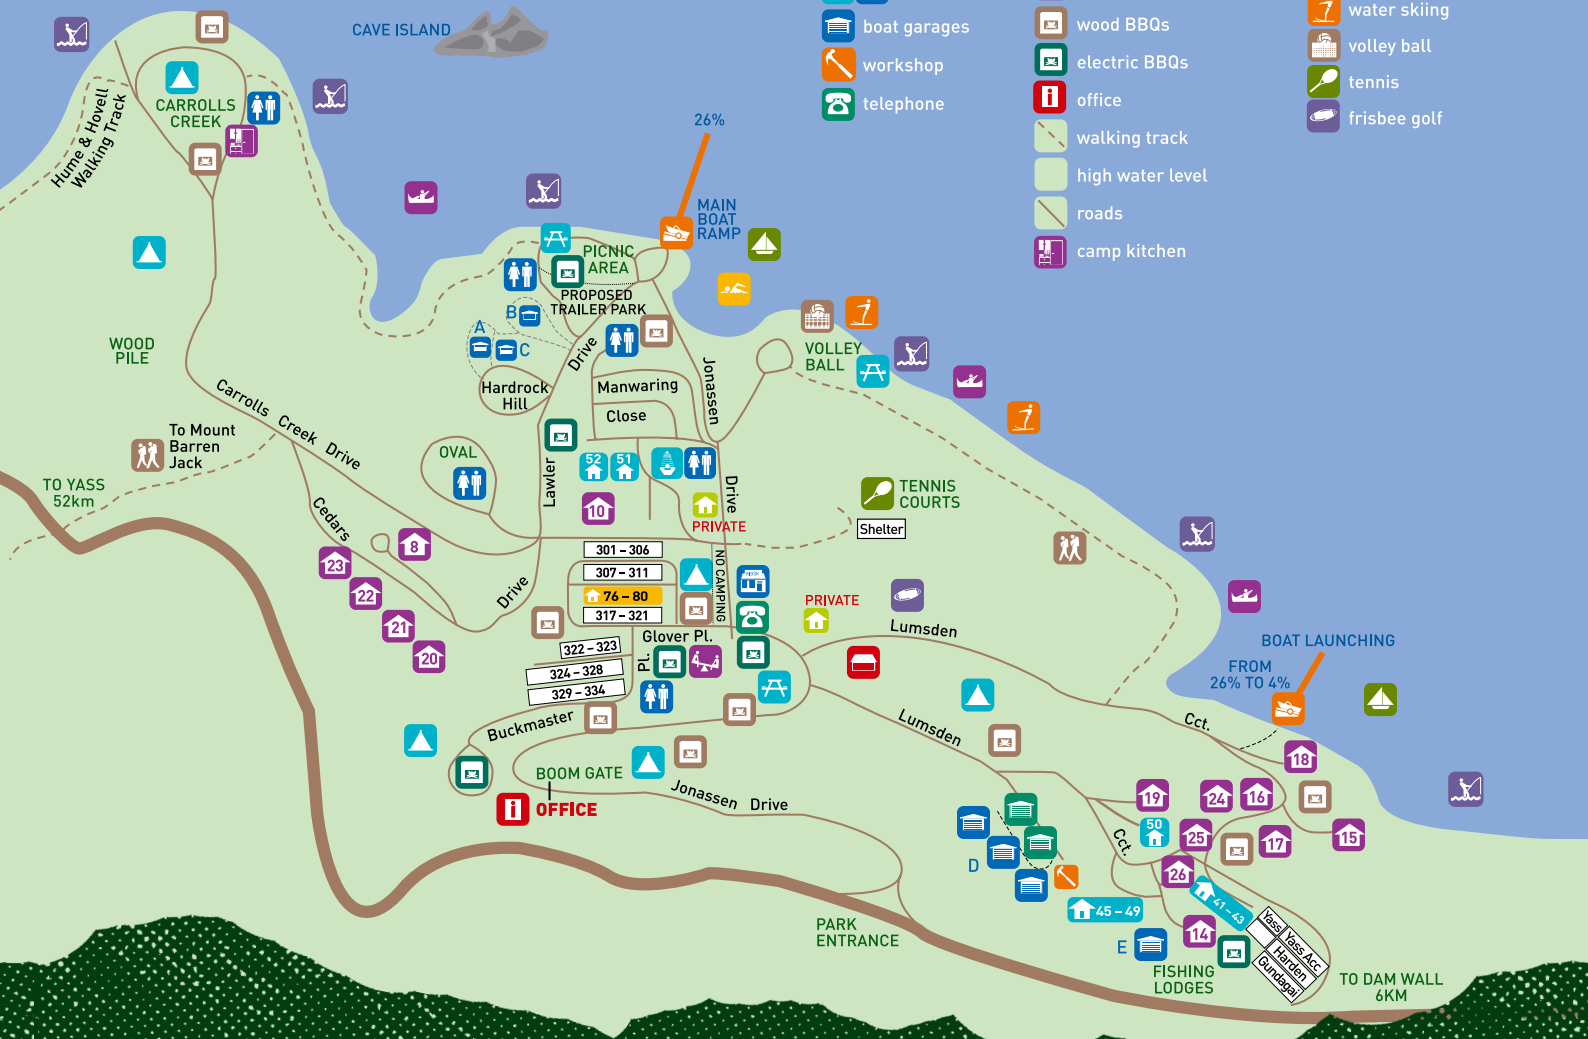 CAVE ISLAND
boat garages
workshop
telephone
wood BBQs
electric BBQs
office
walking track
high water level
roads
camp kitchen
water skiing
volley ball
tennis
frisbee golf
Hume & Hovell
Walking Track
CARROLLS
CREEK
26%
MAIN
BOAT
RAMP
PICNIC
AREA
PROPOSED
TRAILER PARK
A
B
C
Hardrock
Hill
Drive
Manwaring
Close
Jonassen
VOLLEY
BALL
WOOD
PILE
Carrolls Creek Drive
To Mount
Barren
Jack
TO YASS
52km
OVAL
Lawler
52
51
10
PRIVATE
Drive
TENNIS
COURTS
Shelter
Cedars
8
23
22
21
20
Drive
301 – 306
307 – 311
76 – 80
317 – 321
NO CAMPING
KIOSK
322 – 323
324 – 328
329 – 334
Glover Pl.
Pl.
Buckmaster
PRIVATE
Lumsden
Lumsden
Cct.
BOAT LAUNCHING
FROM
26% TO 4%
BOOM GATE
i OFFICE
Jonassen Drive
18
19
24
16
50
25
17
15
Cct.
26
D
45 – 49
41 – 43
14
E
FISHING
LODGES
Yass
Yass Acc
Harden
Gundagai
PARK
ENTRANCE
TO DAM WALL
6KM